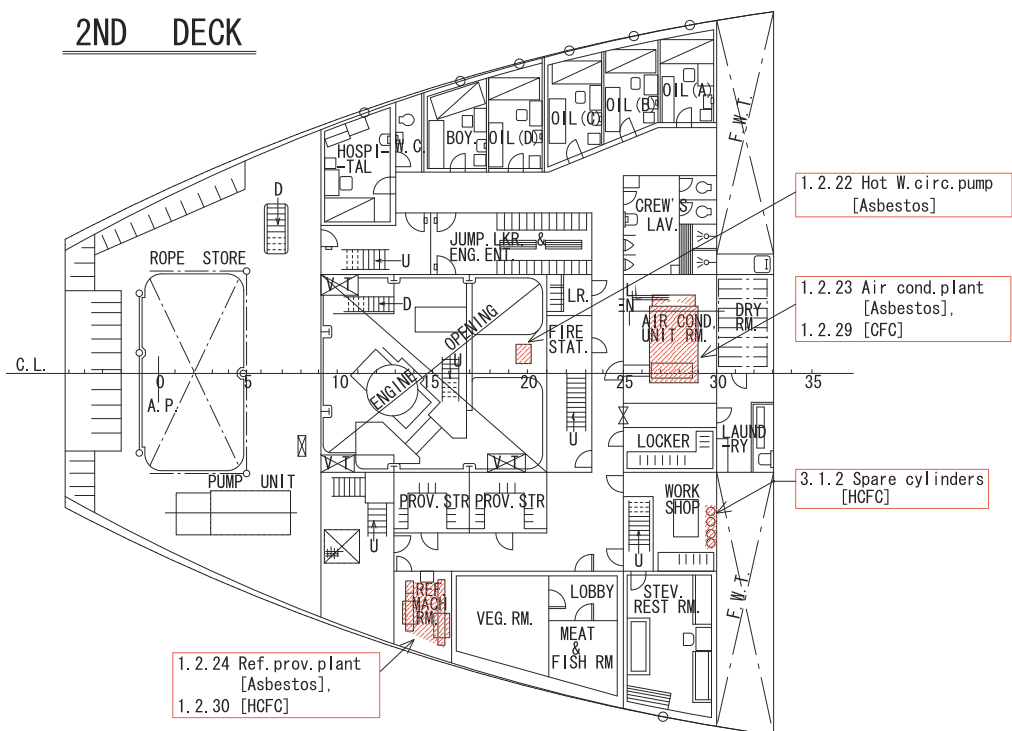 2ND DECK
OIL(A)
OIL(B)
OIL(C)
OIL(D)
BOY.
W.C.
HOSPI-
-TAL
F.W.T.
1.2.22 Hot W.circ.pump
[Asbestos]
CREW'S
LAV.
D
JUMP.LKR. &
ENG.ENT.
U
ROPE STORE
V.T
D
LR.
FIRE
STAT.
L
EN
AIR COND.
UNIT RM.
DRY
RM.
1.2.23 Air cond.plant
[Asbestos],
1.2.29 [CFC]
ENGINE OPENING
U
C.L.
0 5 10 15 20 25 30 35
A.P.
U
LOCKER
LAUND
-RY
V.T
V.T
PUMP UNIT
PROV.STR
PROV.STR
WORK
SHOP
3.1.2 Spare cylinders
[HCFC]
U
U
REF
MACH
RM.
VEG.RM.
LOBBY
MEAT
&
FISH RM
STEV.
REST RM.
F.W.T.
1.2.24 Ref.prov.plant
[Asbestos],
1.2.30 [HCFC]